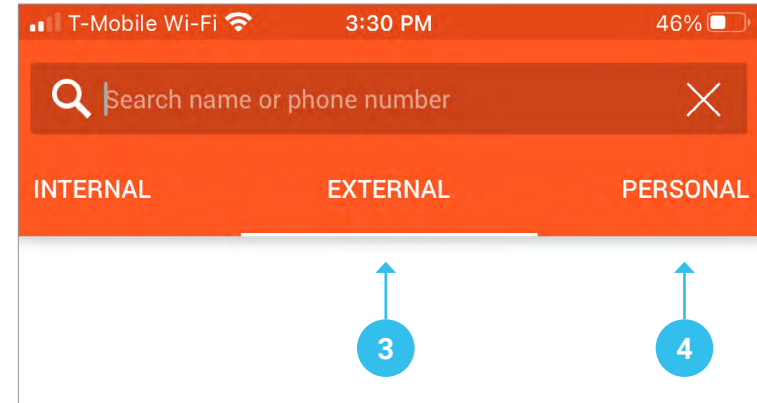 T-Mobile Wi-Fi 3:30 PM 46%
Search name or phone number
INTERNAL EXTERNAL PERSONAL
3 4